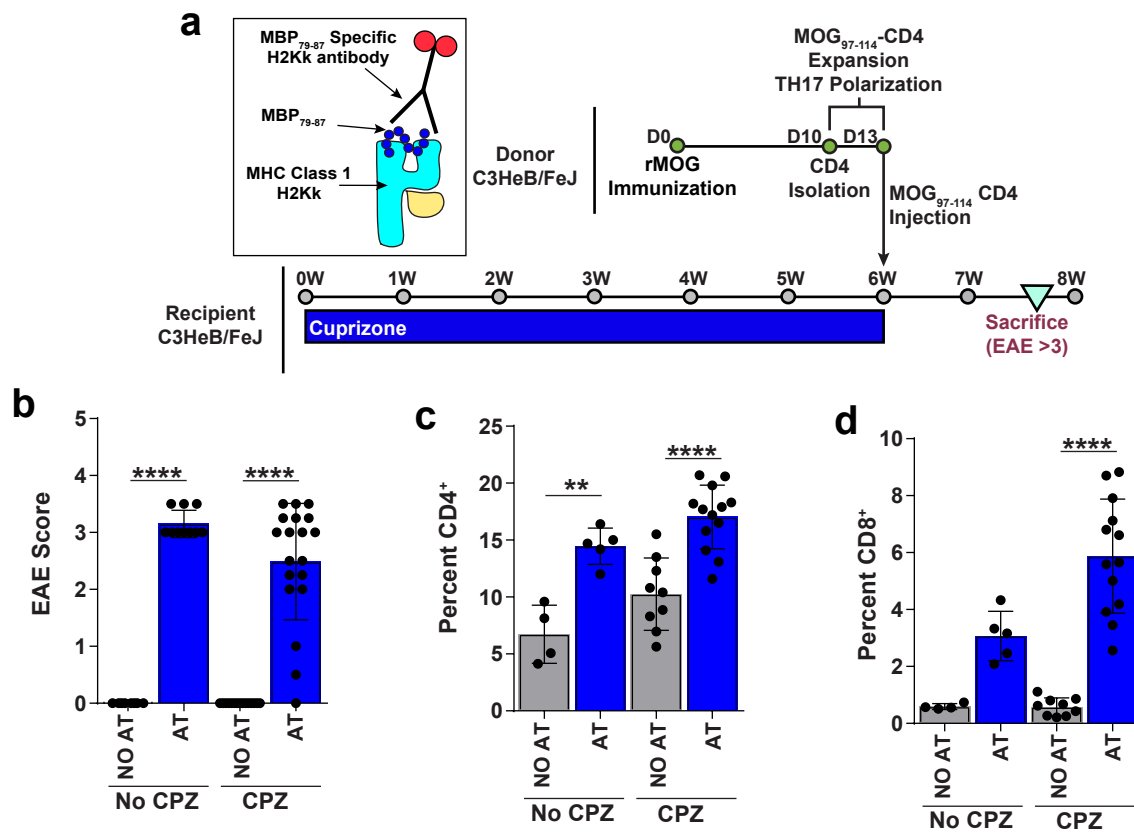 a
MBP79-87 Specific
H2Kk antibody
MBP79-87
MHC Class 1
H2Kk
Donor
C3HeB/FeJ
MOG97-114-CD4
Expansion
TH17 Polarization
D0
D10
D13
rMOG
Immunization
CD4
Isolation
MOG97-114 CD4
Injection
0W 1W 2W 3W 4W 5W 6W 7W 8W
Recipient
C3HeB/FeJ
Cuprizone
Sacrifice
(EAE >3)
b
EAE Score
5
4
3
2
1
0
****
****
NO AT
AT
NO AT
AT
No CPZ
CPZ
c
Percent CD4+
25
20
15
10
5
0
**
****
NO AT
AT
NO AT
AT
No CPZ
CPZ
d
Percent CD8+
10
8
6
4
2
0
****
NO AT
AT
NO AT
AT
No CPZ
CPZ